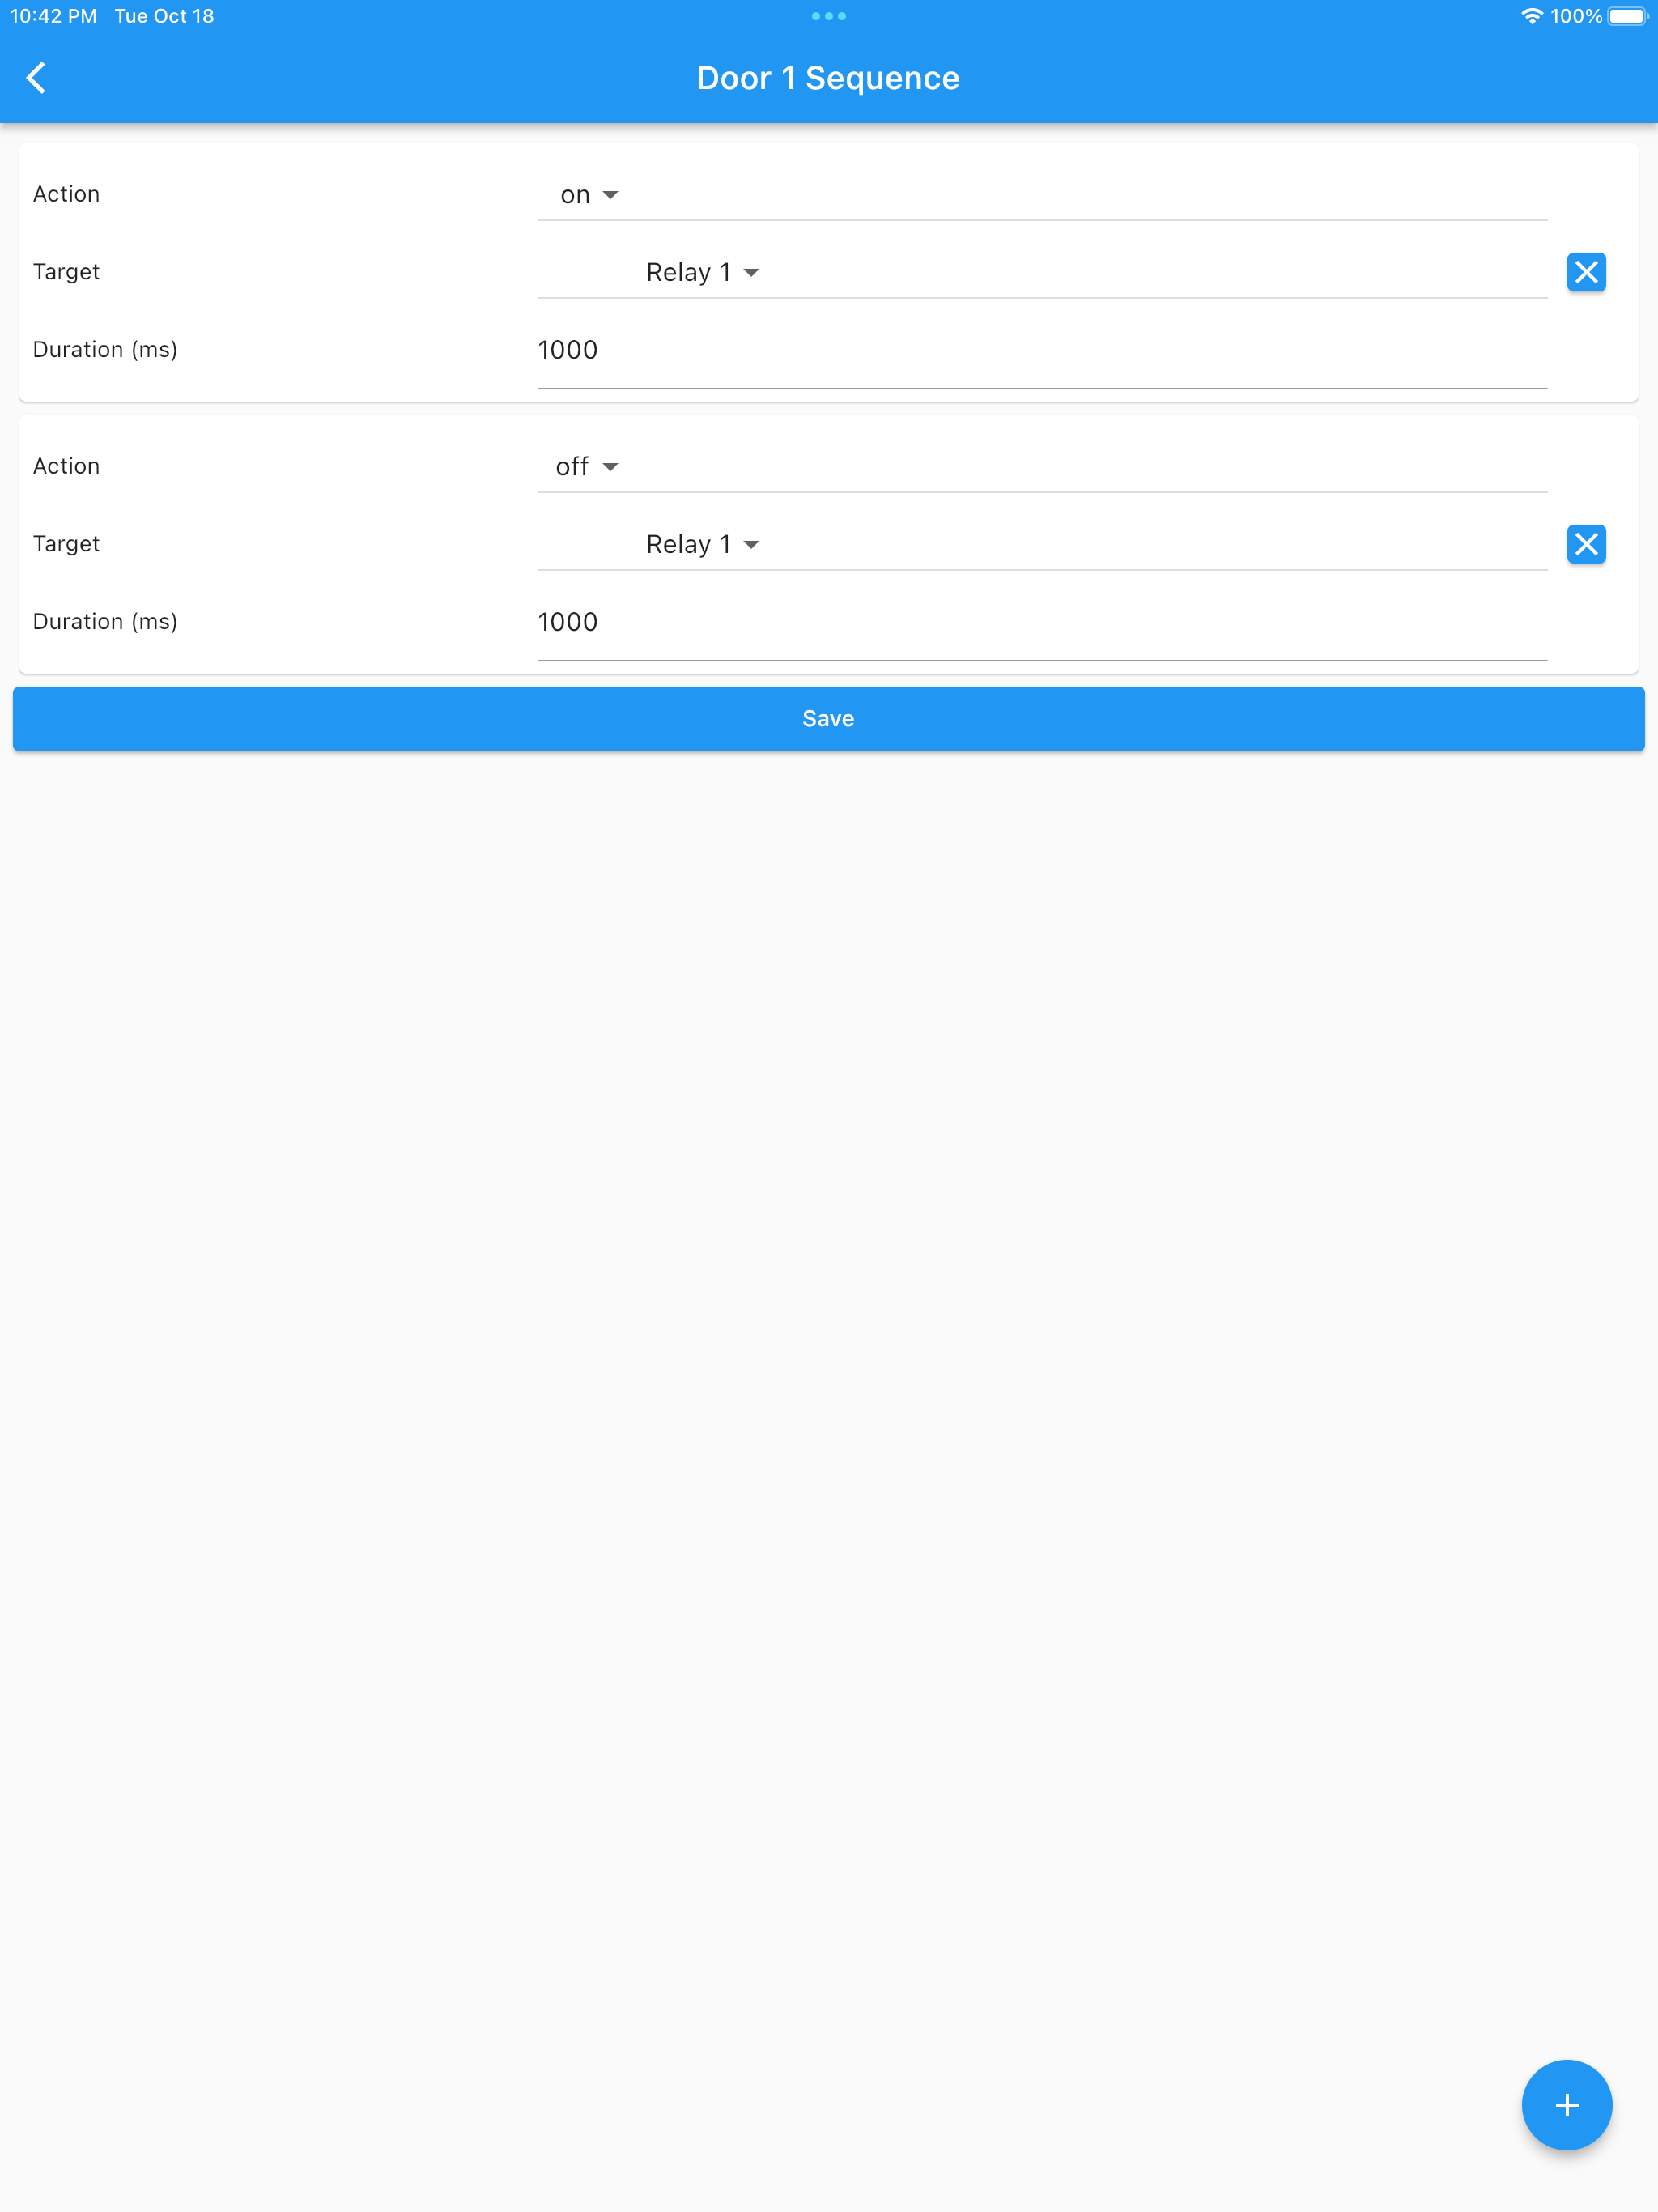 10:42 PM Tue Oct 18 100%
Door 1 Sequence
Action on
Target Relay 1
Duration (ms) 1000
Action off
Target Relay 1
Duration (ms) 1000
Save